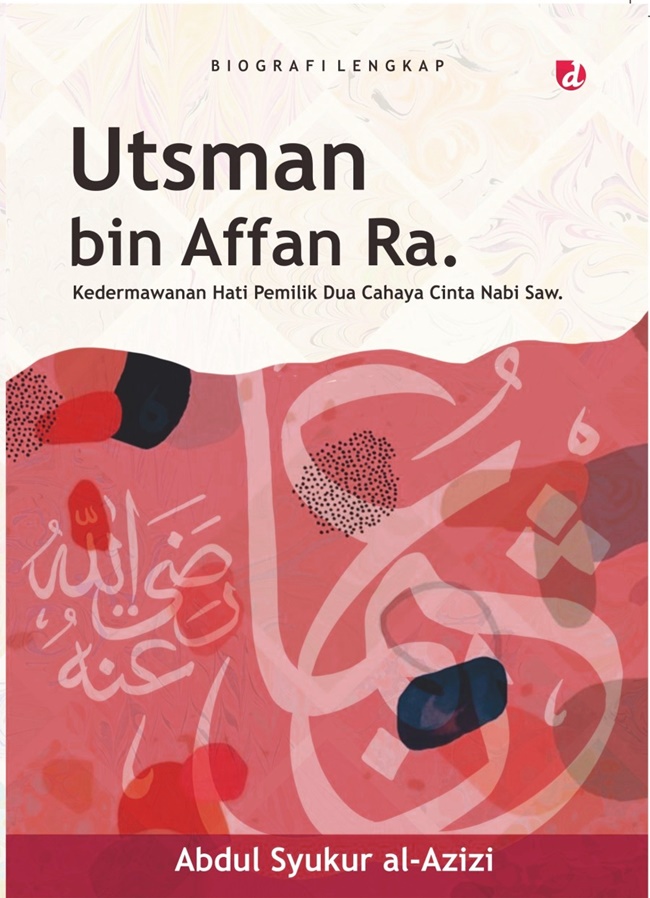 BIOGRAFI LENGKAP
d
Utsman
bin Affan Ra.
Kedermawanan Hati Pemilik Dua Cahaya Cinta Nabi Saw.
عثمان
رضي الله
عنه
Abdul Syukur al-Azizi